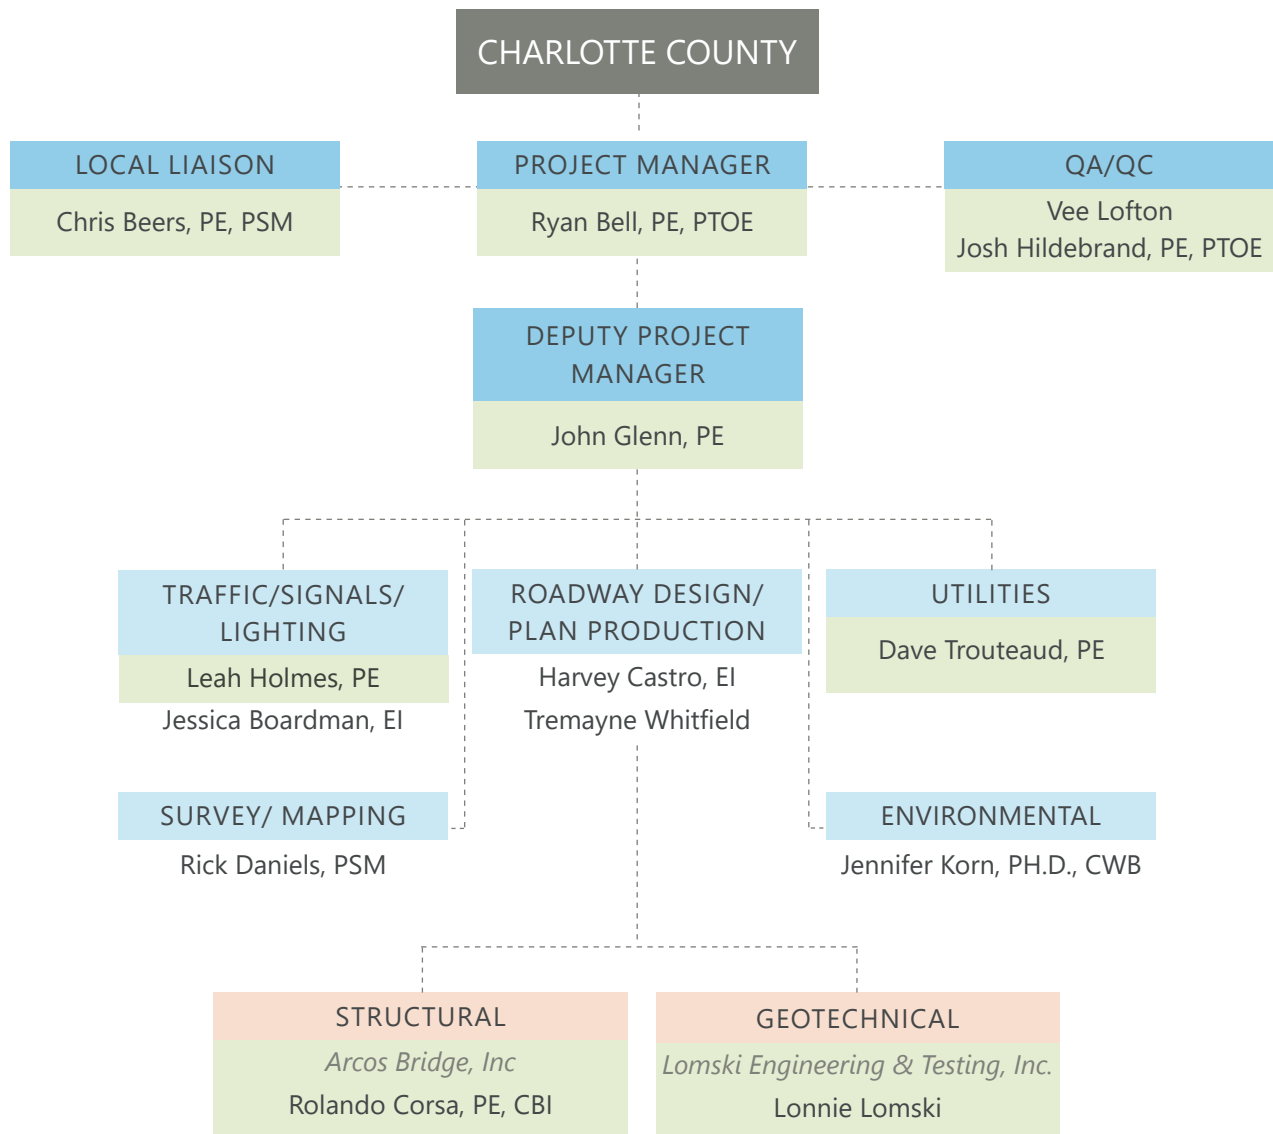 CHARLOTTE COUNTY
LOCAL LIAISON
Chris Beers, PE, PSM
PROJECT MANAGER
Ryan Bell, PE, PTOE
QA/QC
Vee Lofton
Josh Hildebrand, PE, PTOE
DEPUTY PROJECT
MANAGER
John Glenn, PE
TRAFFIC/SIGNALS/
LIGHTING
Leah Holmes, PE
Jessica Boardman, EI
ROADWAY DESIGN/
PLAN PRODUCTION
Harvey Castro, EI
Tremayne Whitfield
UTILITIES
Dave Trouteaud, PE
SURVEY/ MAPPING
Rick Daniels, PSM
ENVIRONMENTAL
Jennifer Korn, PH.D., CWB
STRUCTURAL
Arcos Bridge, Inc
Rolando Corsa, PE, CBI
GEOTECHNICAL
Lomski Engineering & Testing, Inc.
Lonnie Lomski